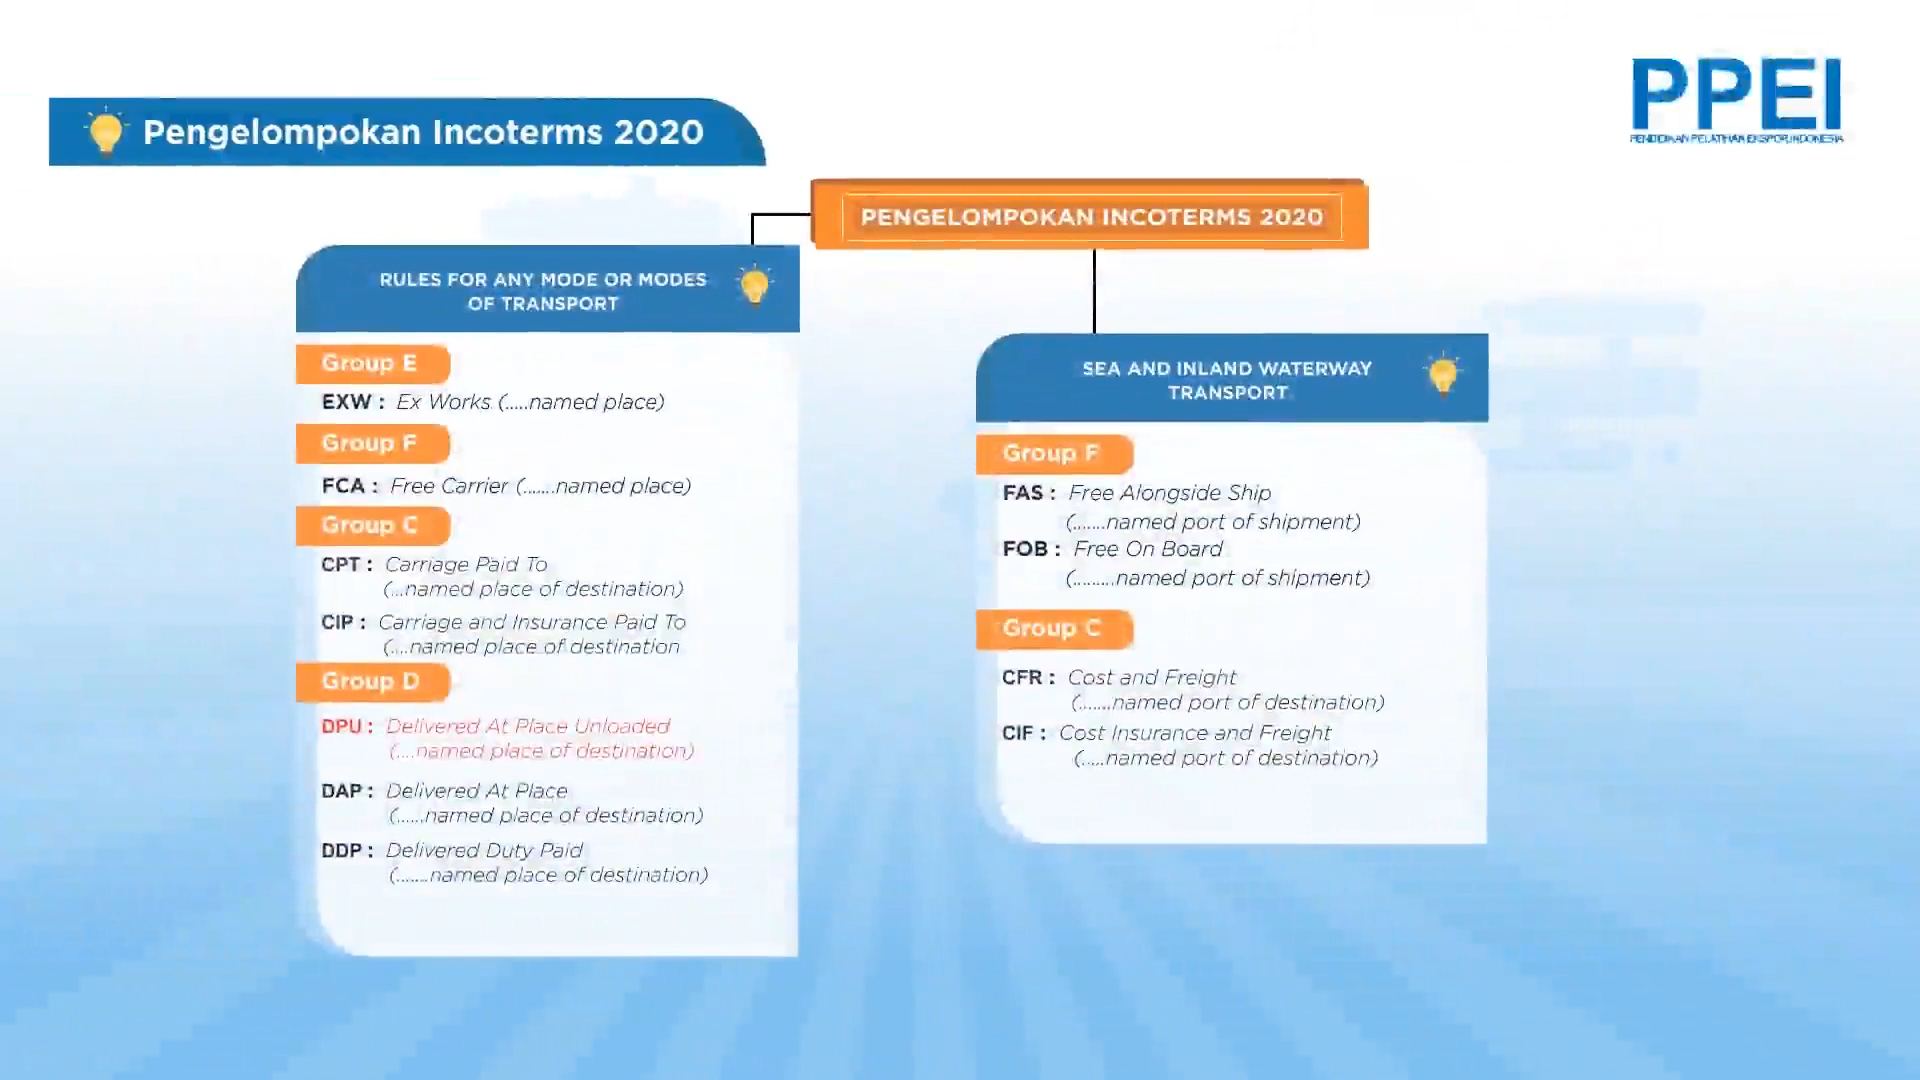 PPEI
PENDIDIKAN PELATIHAN EKSPOR INDONESIA
Pengelompokan Incoterms 2020
PENGELOMPOKAN INCOTERMS 2020
RULES FOR ANY MODE OR MODES
OF TRANSPORT
Group E
EXW : Ex Works (.....named place)
Group F
FCA : Free Carrier (.......named place)
Group C
CPT : Carriage Paid To
(...named place of destination)
CIP : Carriage and Insurance Paid To
(....named place of destination
Group D
DPU : Delivered At Place Unloaded
(....named place of destination)
DAP : Delivered At Place
(......named place of destination)
DDP : Delivered Duty Paid
(.......named place of destination)
SEA AND INLAND WATERWAY
TRANSPORT
Group F
FAS : Free Alongside Ship
(.......named port of shipment)
FOB : Free On Board
(.........named port of shipment)
Group C
CFR : Cost and Freight
(.......named port of destination)
CIF : Cost Insurance and Freight
(.....named port of destination)